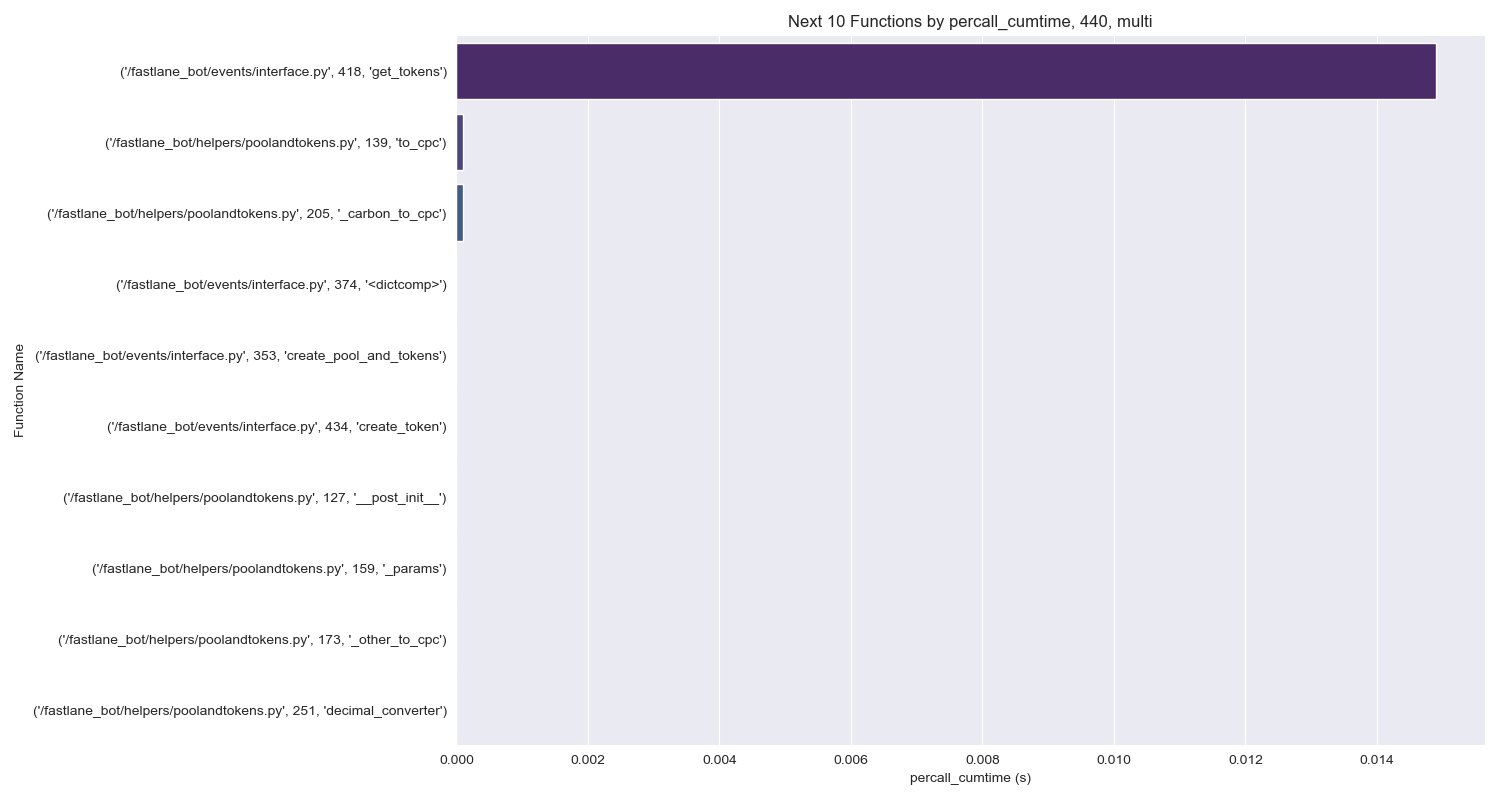 Next 10 Functions by percall_cumtime, 440, multi
('/fastlane_bot/events/interface.py', 418, 'get_tokens')
('/fastlane_bot/helpers/poolandtokens.py', 139, 'to_cpc')
('/fastlane_bot/helpers/poolandtokens.py', 205, '_carbon_to_cpc')
('/fastlane_bot/events/interface.py', 374, '<dictcomp>')
('/fastlane_bot/events/interface.py', 353, 'create_pool_and_tokens')
('/fastlane_bot/events/interface.py', 434, 'create_token')
('/fastlane_bot/helpers/poolandtokens.py', 127, '__post_init__')
('/fastlane_bot/helpers/poolandtokens.py', 159, '_params')
('/fastlane_bot/helpers/poolandtokens.py', 173, '_other_to_cpc')
('/fastlane_bot/helpers/poolandtokens.py', 251, 'decimal_converter')
Function Name
0.000 0.002 0.004 0.006 0.008 0.010 0.012 0.014
percall_cumtime (s)